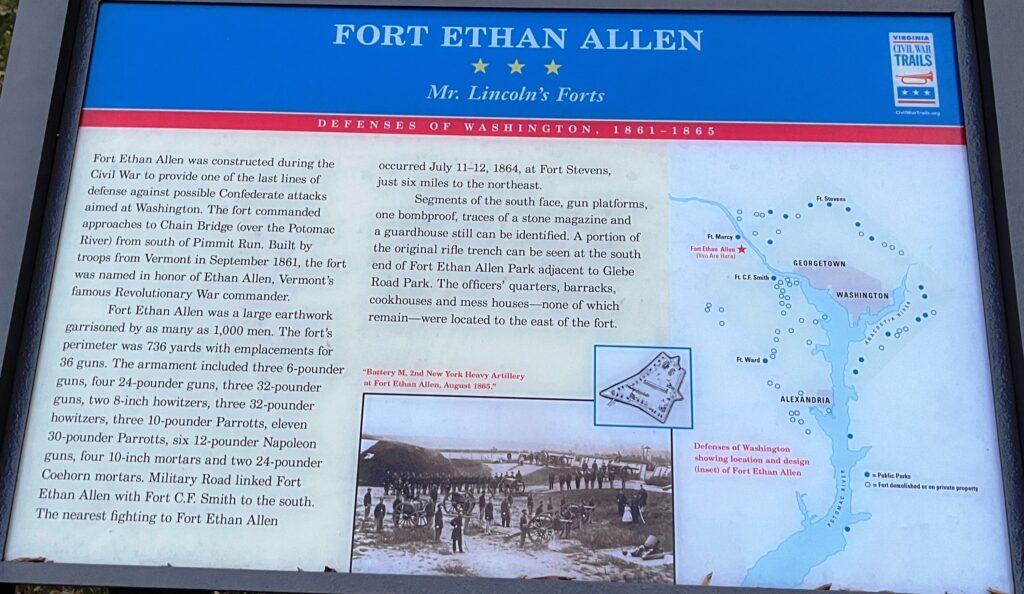 FORT ETHAN ALLEN
Mr. Lincoln's Forts
VIRGINIA
CIVIL WAR
TRAILS
CivilWarTrails.org
DEFENSES OF WASHINGTON, 1861–1865
Fort Ethan Allen was constructed during the
Civil War to provide one of the last lines of
defense against possible Confederate attacks
aimed at Washington. The fort commanded
approaches to Chain Bridge (over the Potomac
River) from south of Pimmit Run. Built by
troops from Vermont in September 1861, the fort
was named in honor of Ethan Allen, Vermont's
famous Revolutionary War commander.
Fort Ethan Allen was a large earthwork
garrisoned by as many as 1,000 men. The fort's
perimeter was 736 yards with emplacements for
36 guns. The armament included three 6-pounder
guns, four 24-pounder guns, three 32-pounder
guns, two 8-inch howitzers, three 32-pounder
howitzers, three 10-pounder Parrotts, eleven
30-pounder Parrotts, six 12-pounder Napoleon
guns, four 10-inch mortars and two 24-pounder
Coehorn mortars. Military Road linked Fort
Ethan Allen with Fort C.F. Smith to the south.
The nearest fighting to Fort Ethan Allen
occurred July 11–12, 1864, at Fort Stevens,
just six miles to the northeast.
Segments of the south face, gun platforms,
one bombproof, traces of a stone magazine and
a guardhouse still can be identified. A portion of
the original rifle trench can be seen at the south
end of Fort Ethan Allen Park adjacent to Glebe
Road Park. The officers' quarters, barracks,
cookhouses and mess houses—none of which
remain—were located to the east of the fort.
"Battery M, 2nd New York Heavy Artillery
at Fort Ethan Allen, August 1865."
Ft. Stevens
Ft. Marcy
Fort Ethan Allen
(You Are Here)
GEORGETOWN
Ft. C.F. Smith
WASHINGTON
ANACOSTIA RIVER
Ft. Ward
ALEXANDRIA
Defenses of Washington
showing location and design
(inset) of Fort Ethan Allen
POTOMAC RIVER
= Public Parks
= Fort demolished or on private property